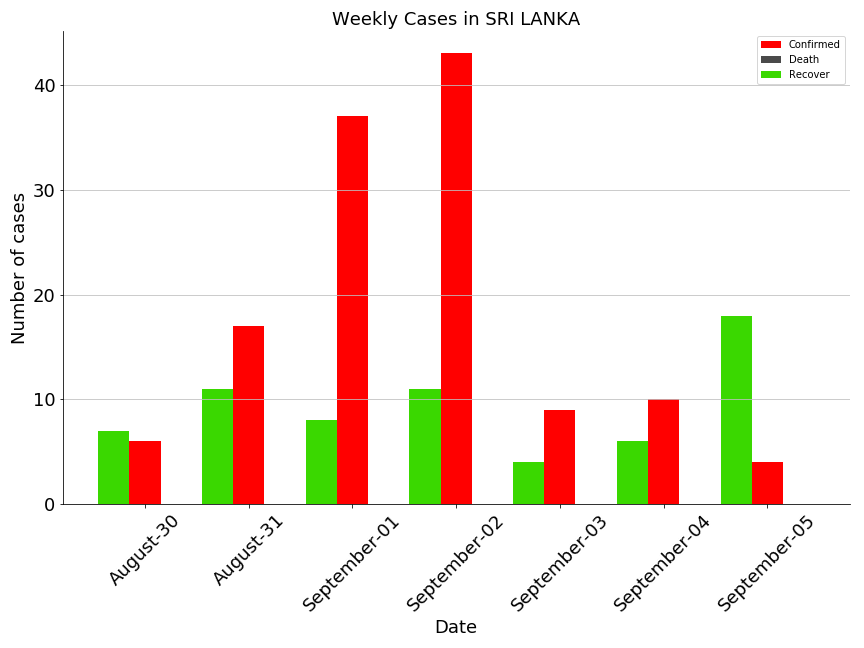 Weekly Cases in SRI LANKA
Confirmed
Death
Recover
Number of cases
40
30
20
10
0
August-30
August-31
September-01
September-02
September-03
September-04
September-05
Date